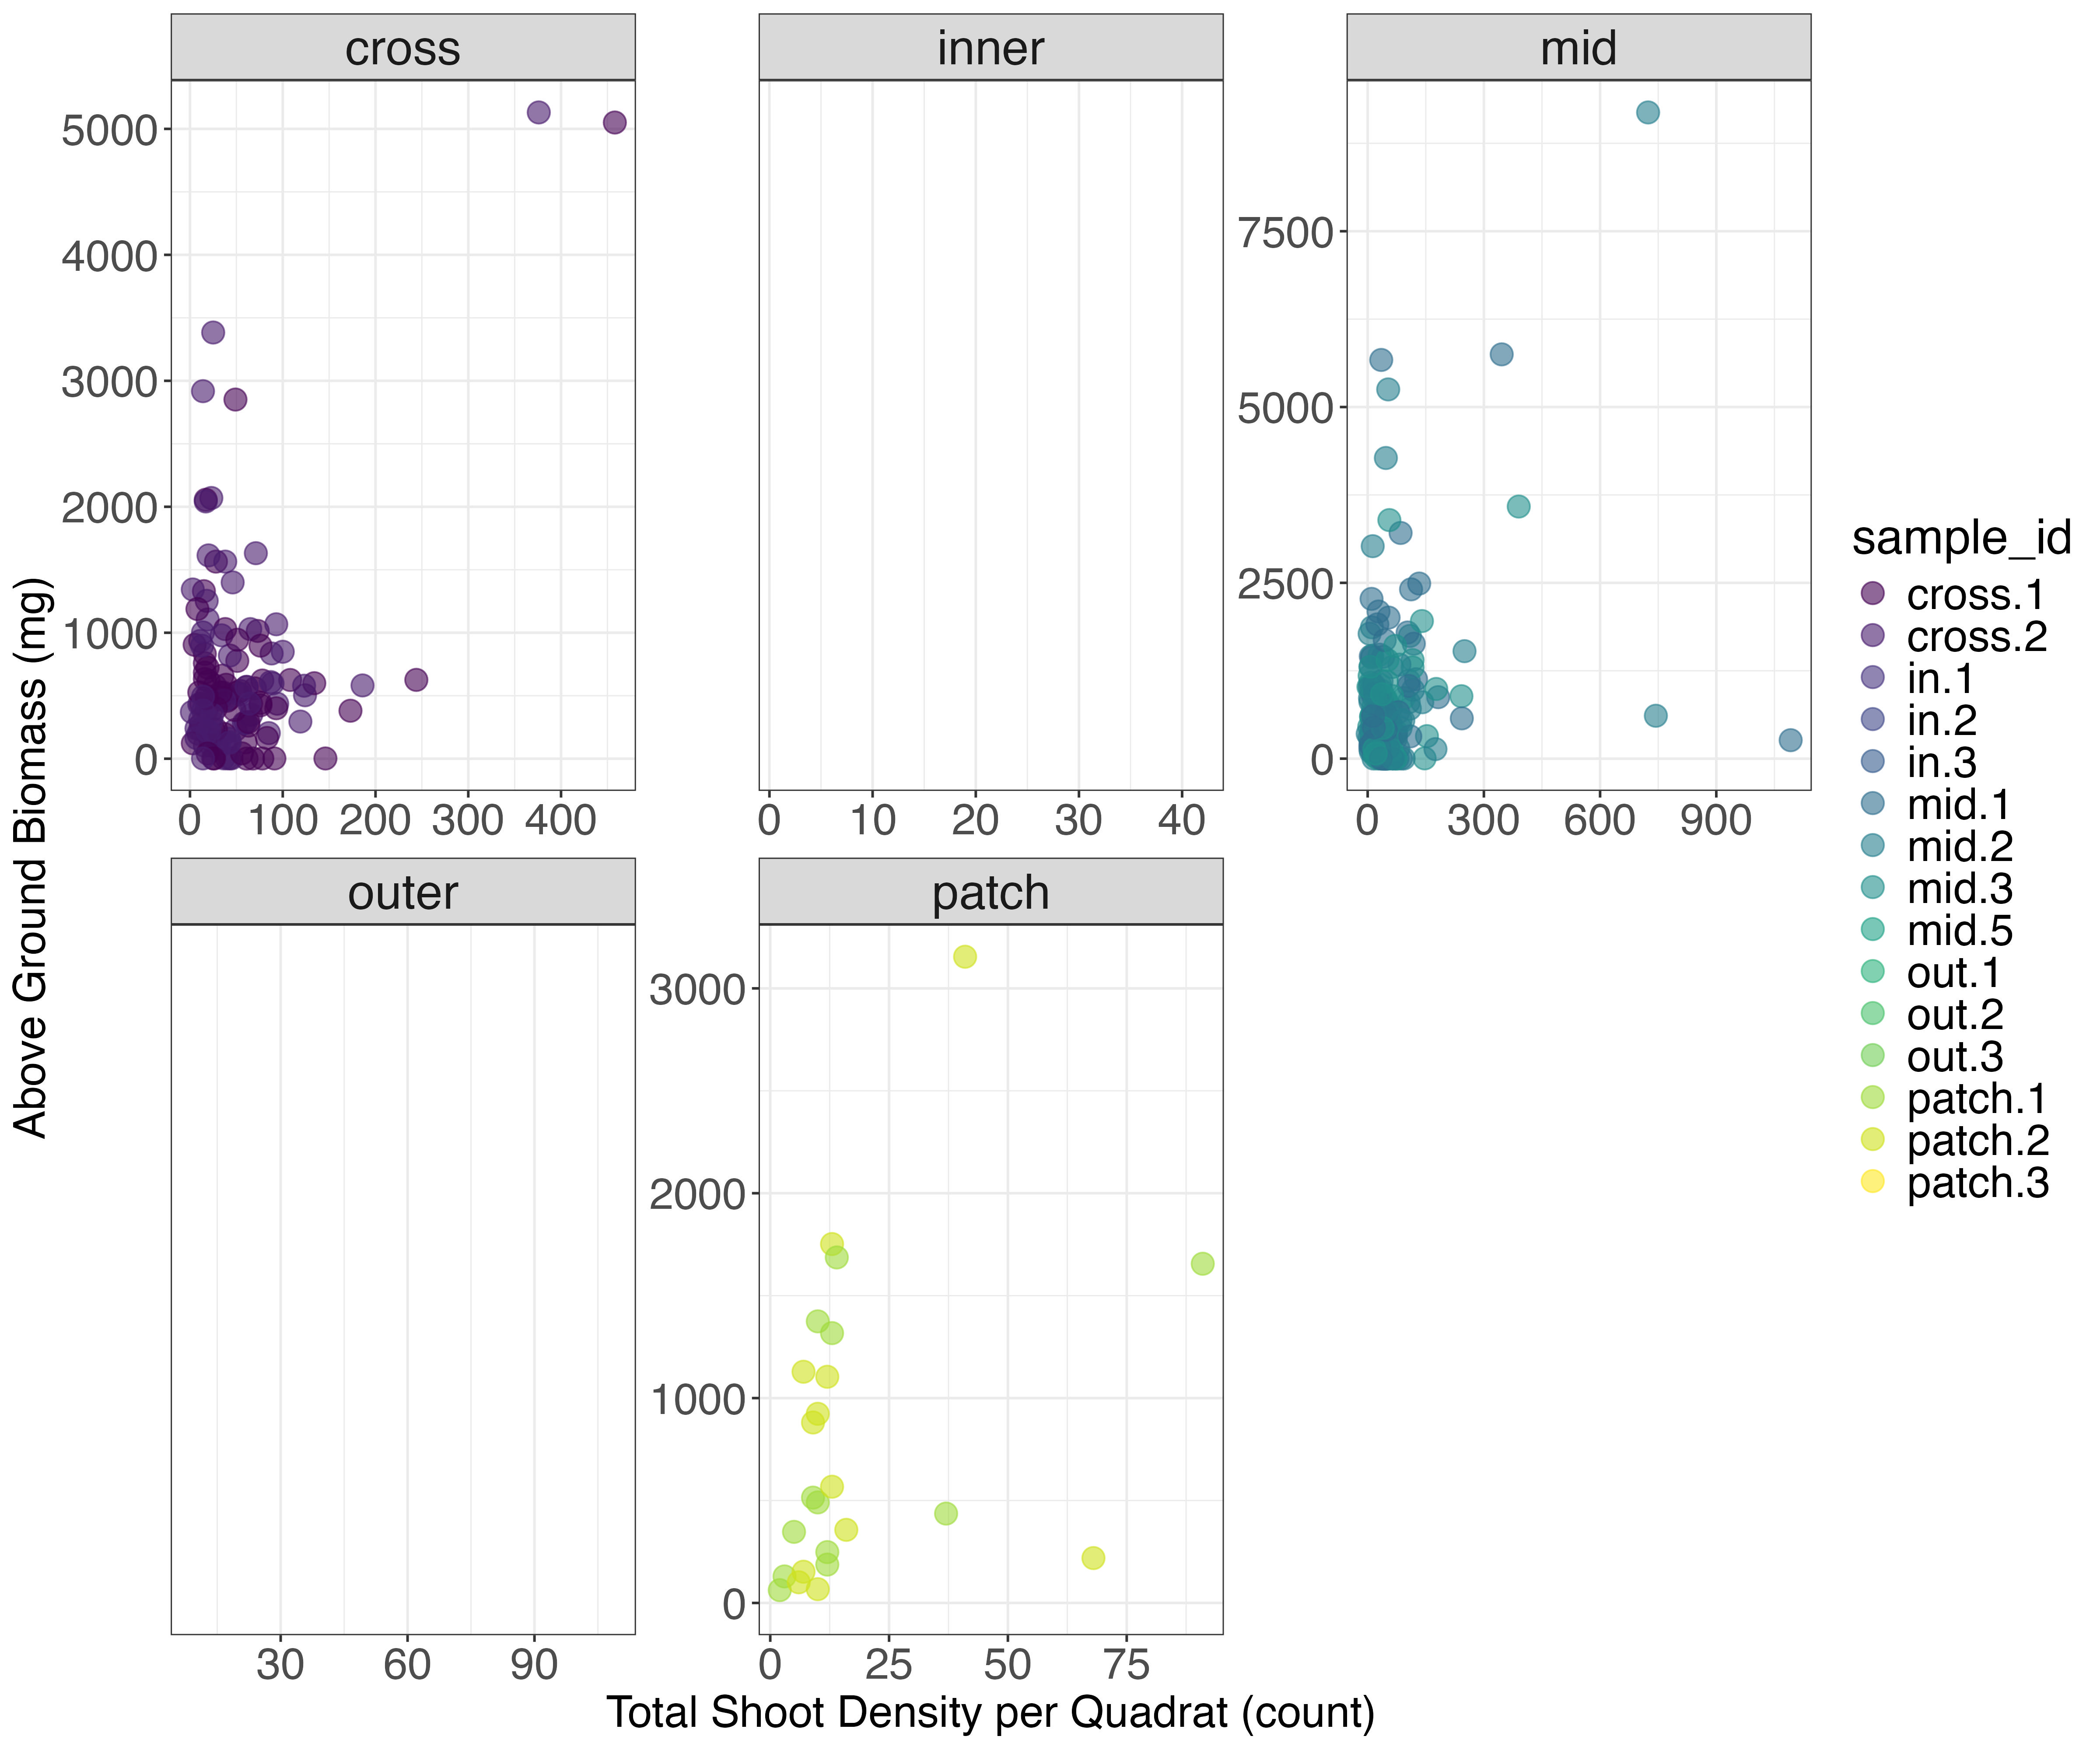 cross
inner
mid
5000
4000
3000
2000
1000
0
7500
5000
2500
0
0 100 200 300 400
0 10 20 30 40
0 300 600 900
outer
patch
3000
2000
1000
0
30 60 90
0 25 50 75
Total Shoot Density per Quadrat (count)
Above Ground Biomass (mg)
sample_id
cross.1
cross.2
in.1
in.2
in.3
mid.1
mid.2
mid.3
mid.5
out.1
out.2
out.3
patch.1
patch.2
patch.3